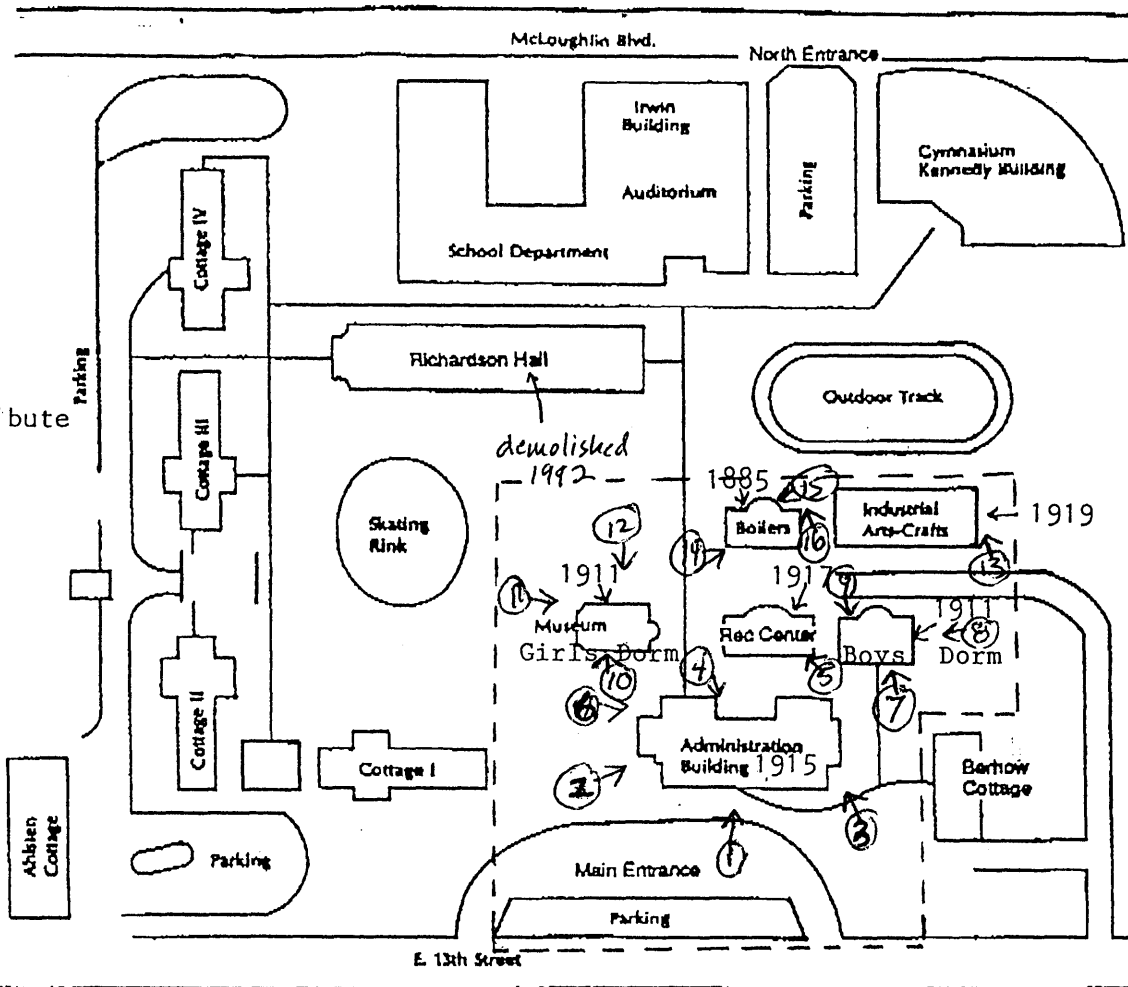 McLoughlin Blvd.
North Entrance
Irwin
Building
Auditorium
School Department
Parking
Gymnasium
Kennedy Building
Cottage IV
Parking
bute
Richardson Hall
demolished
1992
Outdoor Track
Cottage III
Skating
Rink
1885
15
Boilers
16
14
Industrial
Arts-Crafts
1919
13
12
11
1911
Museum
Girls Dorm
10
1917
Rec Center
9
1911
8
Boys Dorm
4
5
7
6
Cottage II
Cottage I
Administration
Building 1915
2
3
1
Berhow
Cottage
Ahlsten
Cottage
Parking
Main Entrance
Parking
E. 13th Street